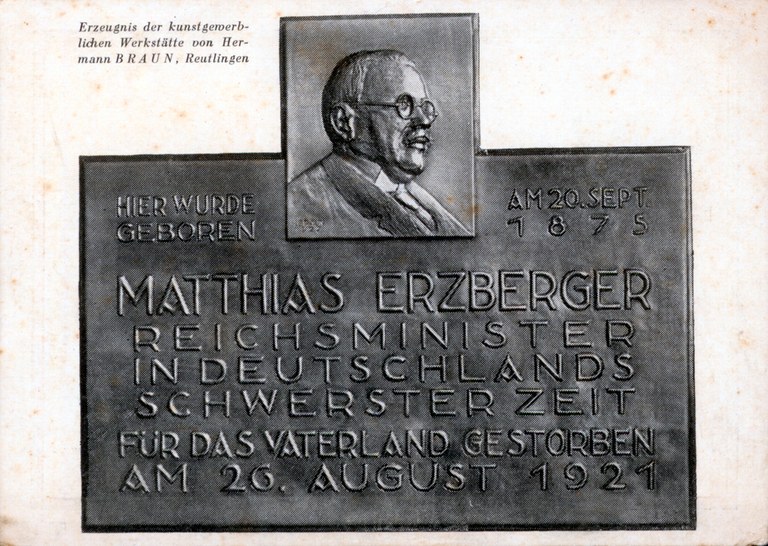 Erzeugnis der kunstgewerb-
lichen Werkstätte von Her-
mann BRAUN, Reutlingen
HIER WURDE
GEBOREN
AM 20. SEPT.
1875
MATTHIAS ERZBERGER
REICHSMINISTER
IN DEUTSCHLANDS
SCHWERSTER ZEIT
FÜR DAS VATERLAND GESTORBEN
AM 26. AUGUST 1921